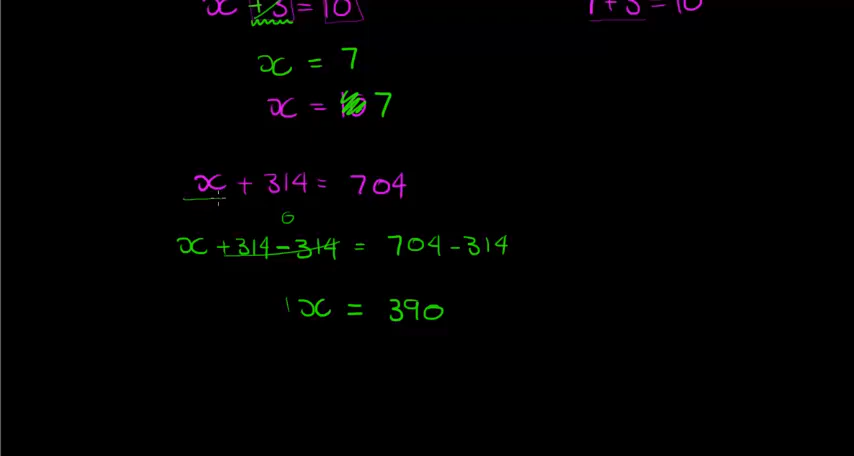 x + 3 = 10
7 + 3 = 10
x = 7
x = 7
x + 314 = 704
0
x + 314 - 314 = 704 - 314
x = 390